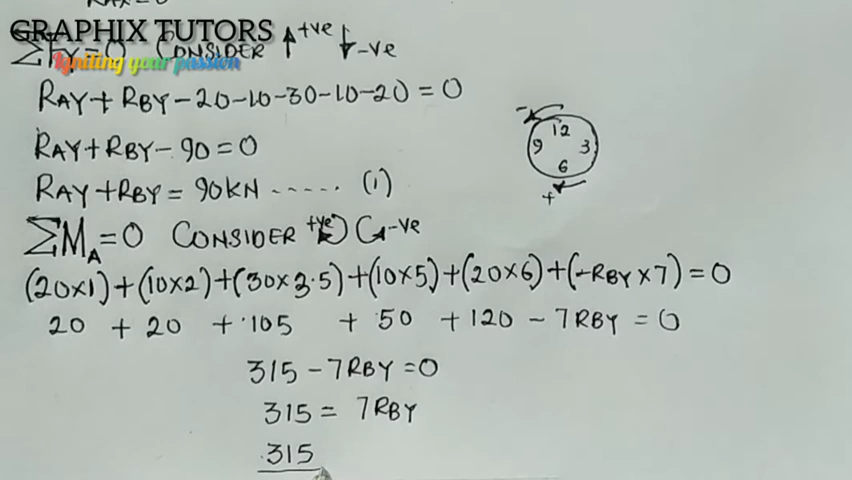 RAX=0
GRAPHIX TUTORS
Igniting your passion
ΣFy=0 CONSIDER ↑+ve ↓-ve
RAY+RBY-20-10-30-10-20=0
RAY+RBY-90=0
RAY+RBY=90KN ...... (1)
- 12 9 3 6 +
ΣMA=0 CONSIDER +ve -ve
(20×1)+(10×2)+(30×3.5)+(10×5)+(20×6)+(-RBY×7)=0
20 + 20 + 105 + 50 + 120 - 7RBY = 0
315 - 7RBY = 0
315 = 7RBY
315